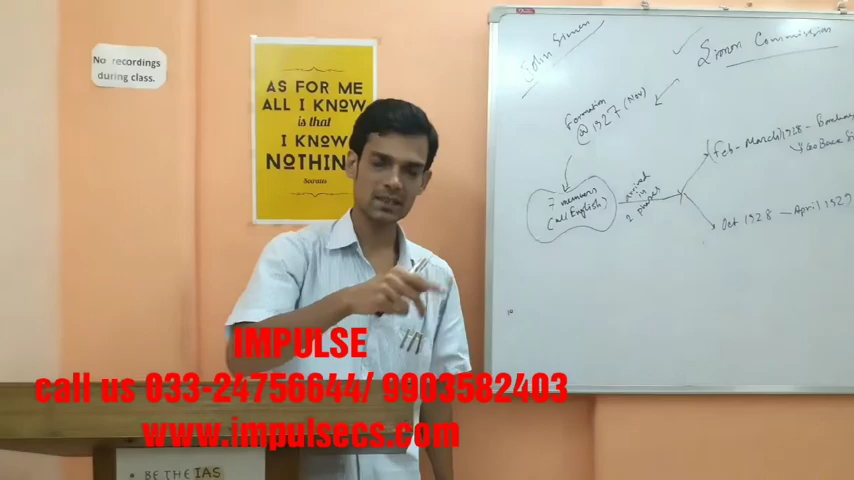 No recordings
during class.
AS FOR ME
ALL I KNOW
is that
I KNOW
NOTHIN
Socrates
John Simon
Simon Commission
Formation
@ 1927 (Nov)
7 members
(All English)
Arrived
in
2 phases
Feb - March 1928 - Bombay
Go Back Si
Oct 1928 - April 1929
IMPULSE
call us 033-24756644/ 9903582403
www.impulsecs.com
• BE THE IAS